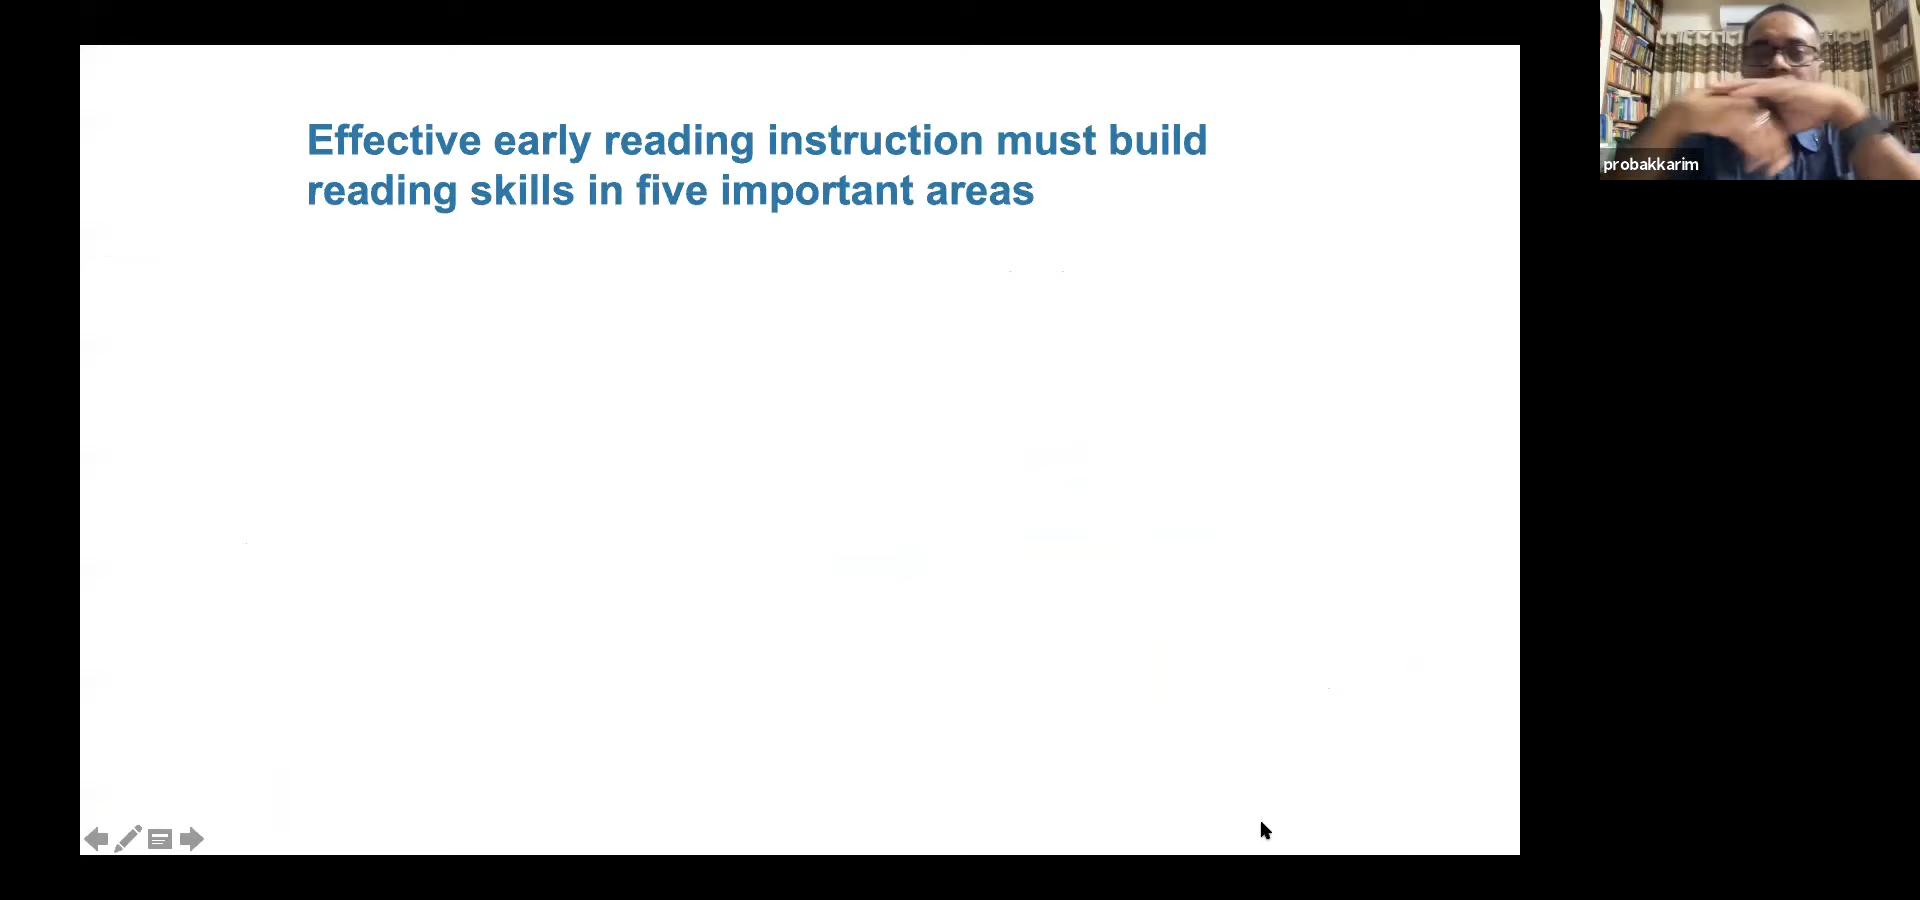 Effective early reading instruction must build
reading skills in five important areas
probakkarim